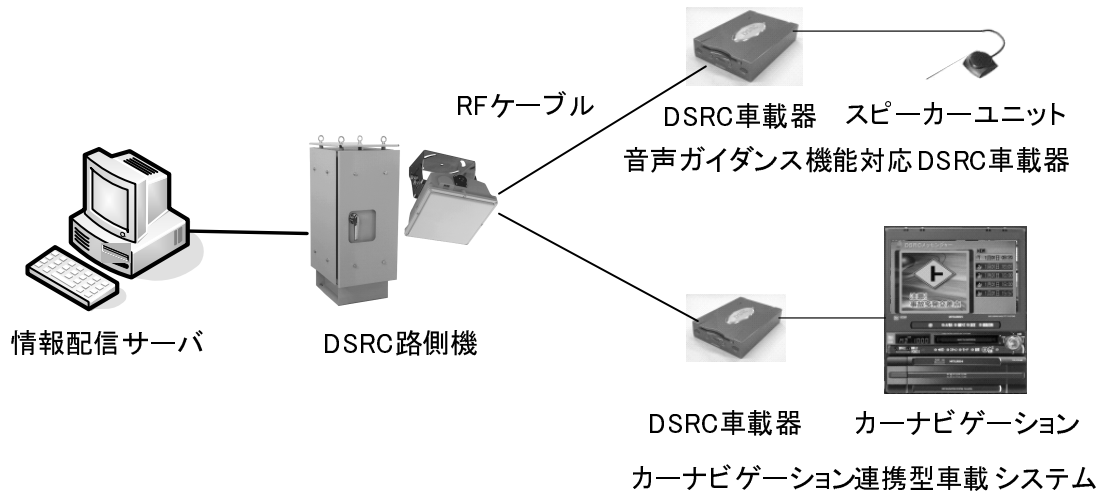 RFケーブル
DSRC車載器
スピーカーユニット
音声ガイダンス機能対応DSRC車載器
情報配信サーバ
DSRC路側機
DSRC車載器
カーナビゲーション
カーナビゲーション連携型車載システム